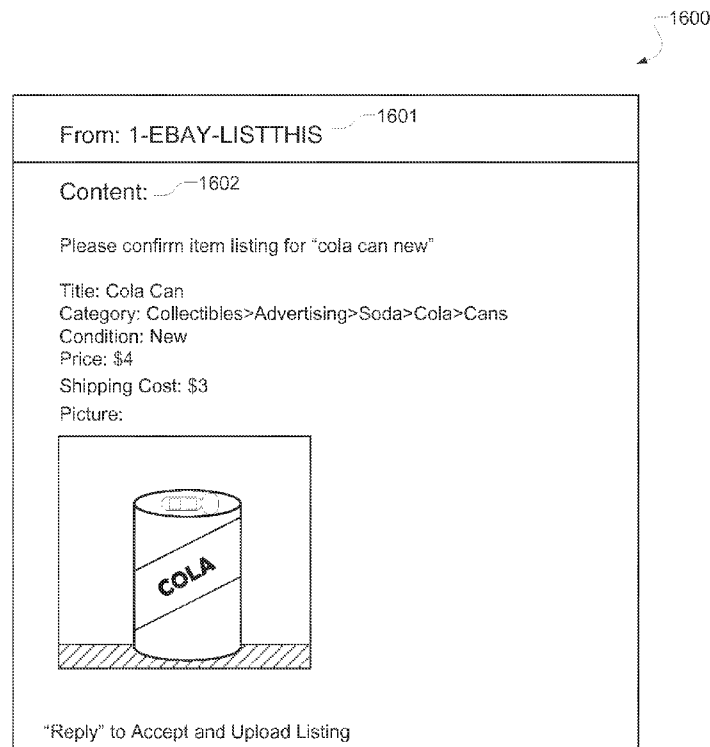 1600
From: 1-EBAY-LISTTHIS 1601
Content: 1602
Please confirm item listing for “cola can new”
Title: Cola Can
Category: Collectibles>Advertising>Soda>Cola>Cans
Condition: New
Price: $4
Shipping Cost: $3
Picture:
COLA
“Reply” to Accept and Upload Listing